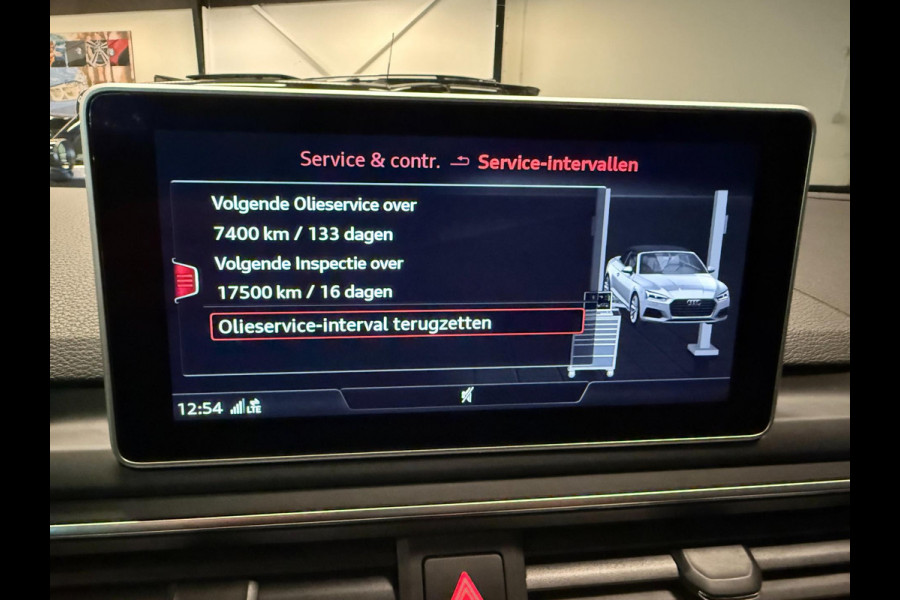 Service & contr. Service-intervallen
Volgende Olieservice over
7400 km / 133 dagen
Volgende Inspectie over
17500 km / 16 dagen
Olieservice-interval terugzetten
12:54 LTE